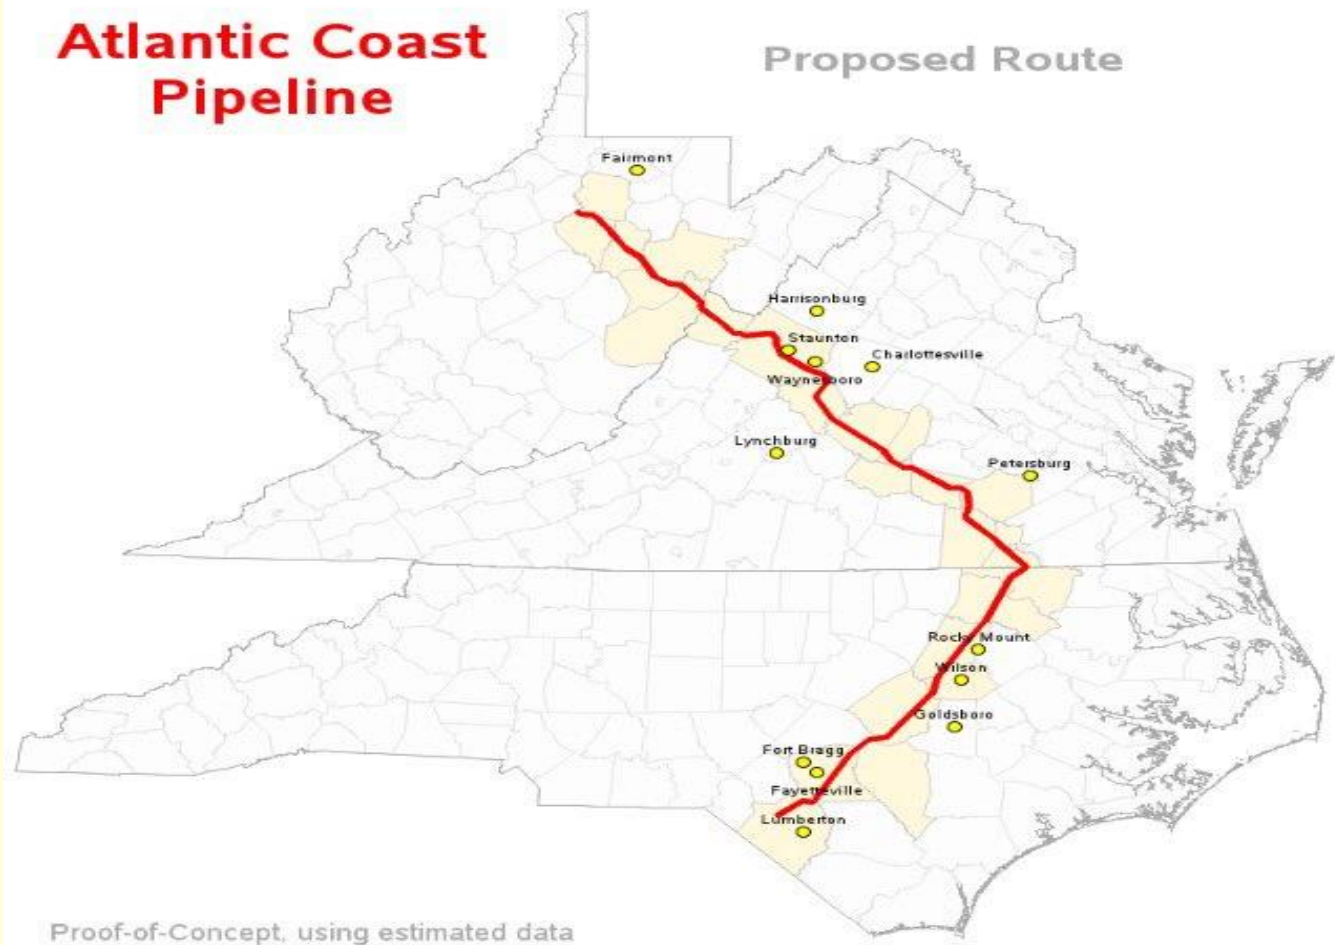 Atlantic Coast
Pipeline
Proposed Route
Fairmont
Harrisonburg
Staunton
Charlottesville
Waynesboro
Lynchburg
Petersburg
Rocky Mount
Wilson
Goldsboro
Fort Bragg
Fayetteville
Lumberton
Proof-of-Concept, using estimated data